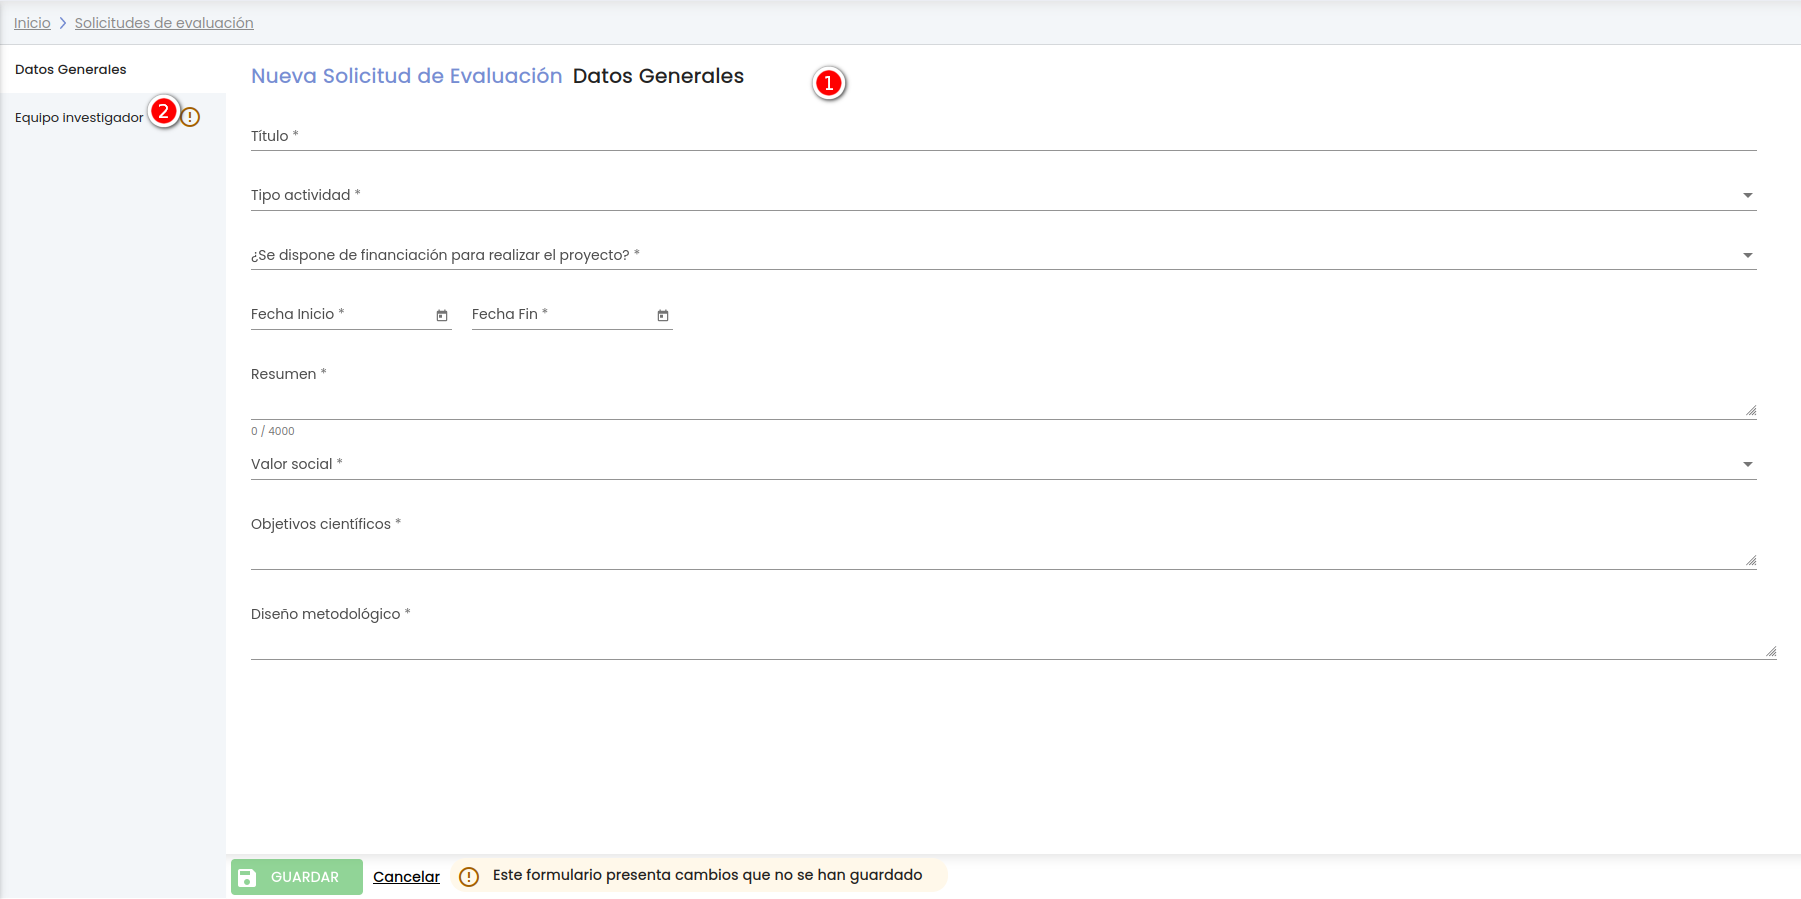 Inicio > Solicitudes de evaluación
Datos Generales
Equipo investigador 2 !
Nueva Solicitud de Evaluación Datos Generales 1
Título *
Tipo actividad *
¿Se dispone de financiación para realizar el proyecto? *
Fecha Inicio * Fecha Fin *
Resumen *
0 / 4000
Valor social *
Objetivos científicos *
Diseño metodológico *
GUARDAR Cancelar ! Este formulario presenta cambios que no se han guardado